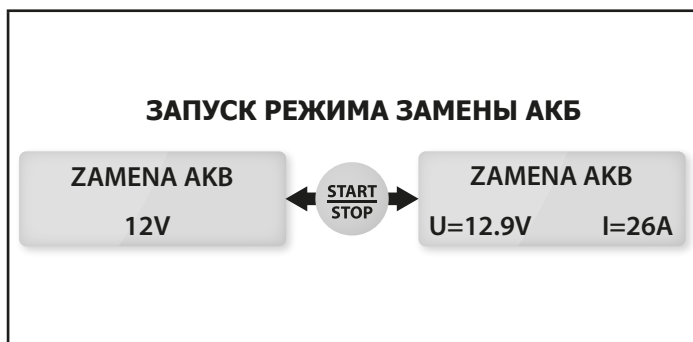 ЗАПУСК РЕЖИМА ЗАМЕНЫ АКБ
ZAMENA AKB
12V
START
STOP
ZAMENA AKB
U=12.9V I=26A